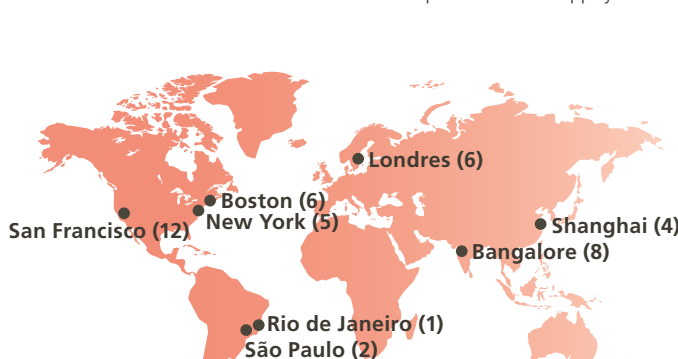 Londres (6)
Boston (6)
New York (5)
San Francisco (12)
Shanghai (4)
Bangalore (8)
Rio de Janeiro (1)
São Paulo (2)